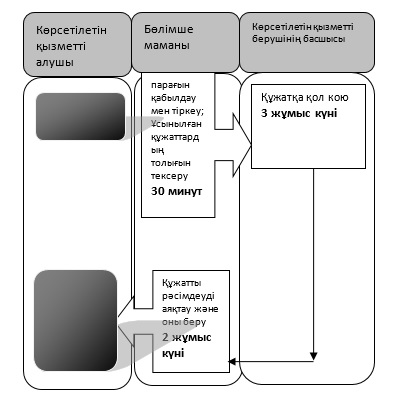 Көрсетілетін
қызметті
алушы
Бөлімше
маманы
Көрсетілетін қызметті
берушінің басшысы
парағын
қабылдау
мен тіркеу;
Ұсынылған
құжаттард
ың
толығын
тексеру
30 минут
Құжатқа қол қою
3 жұмыс күні
Құжатты
рәсімдеуді
аяқтау және
оны беру
2 жұмыс
күні